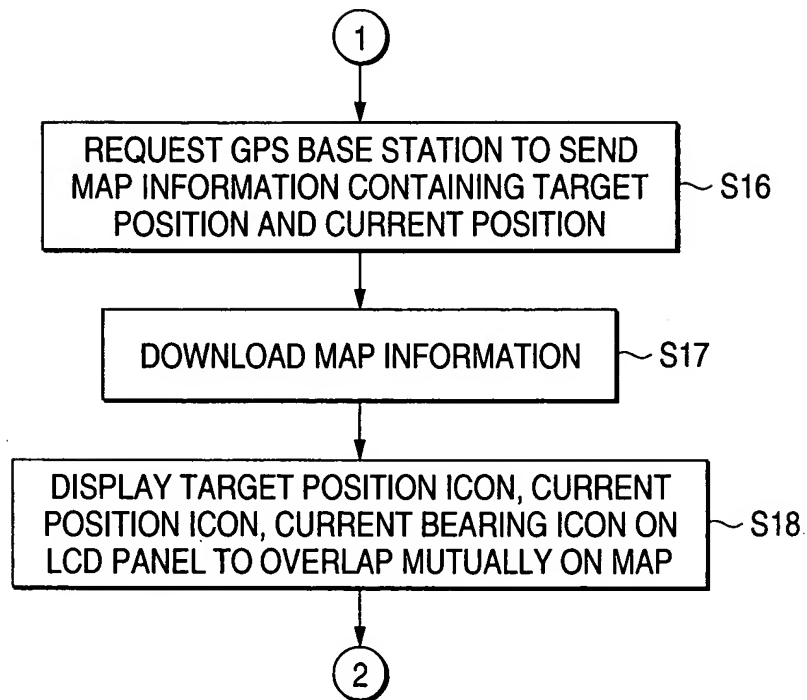 1
REQUEST GPS BASE STATION TO SEND
MAP INFORMATION CONTAINING TARGET
POSITION AND CURRENT POSITION
S16
DOWNLOAD MAP INFORMATION
S17
DISPLAY TARGET POSITION ICON, CURRENT
POSITION ICON, CURRENT BEARING ICON ON
LCD PANEL TO OVERLAP MUTUALLY ON MAP
S18
2